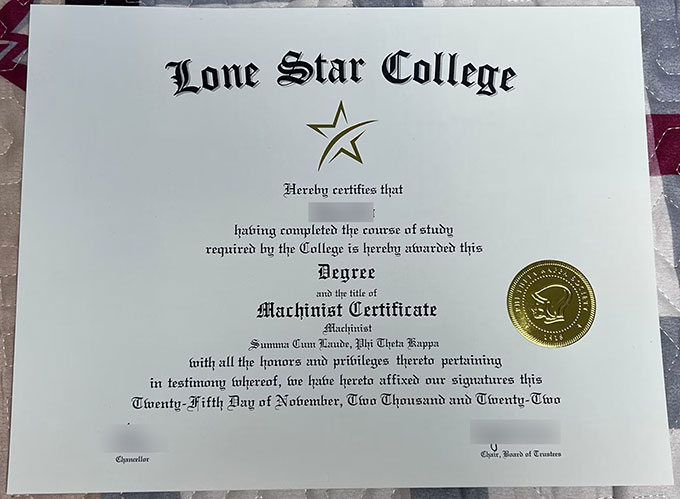 Lone Star College
Hereby certifies that
having completed the course of study
required by the College is hereby awarded this
Degree
and the title of
Machinist Certificate
Machinist
Summa Cum Laude, Phi Theta Kappa
with all the honors and privileges thereto pertaining
in testimony whereof, we have hereto affixed our signatures this
Twenty-Fifth Day of November, Two Thousand and Twenty-Two
Chancellor
Chair, Board of Trustees